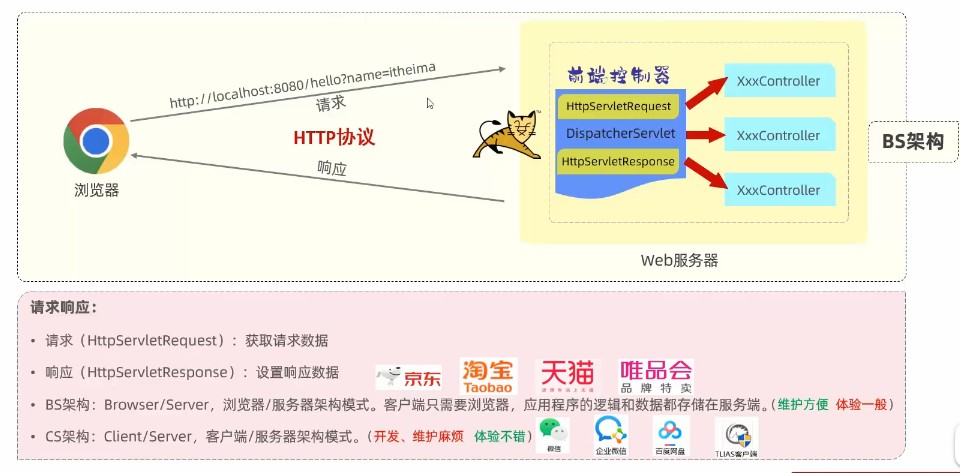 http://localhost:8080/hello?name=itheima
请求
HTTP协议
响应
浏览器
前端控制器
HttpServletRequest
DispatcherServlet
HttpServletResponse
XxxController
XxxController
XxxController
Web服务器
BS架构
请求响应：
• 请求（HttpServletRequest）：获取请求数据
• 响应（HttpServletResponse）：设置响应数据
京东
淘宝
Taobao
天猫
唯品会
品牌特卖
• BS架构：Browser/Server，浏览器/服务器架构模式。客户端只需要浏览器，应用程序的逻辑和数据都存储在服务端。（维护方便 体验一般）
• CS架构：Client/Server，客户端/服务器架构模式。（开发、维护麻烦 体验不错）
微信
企业微信
百度网盘
TLIAS客户端